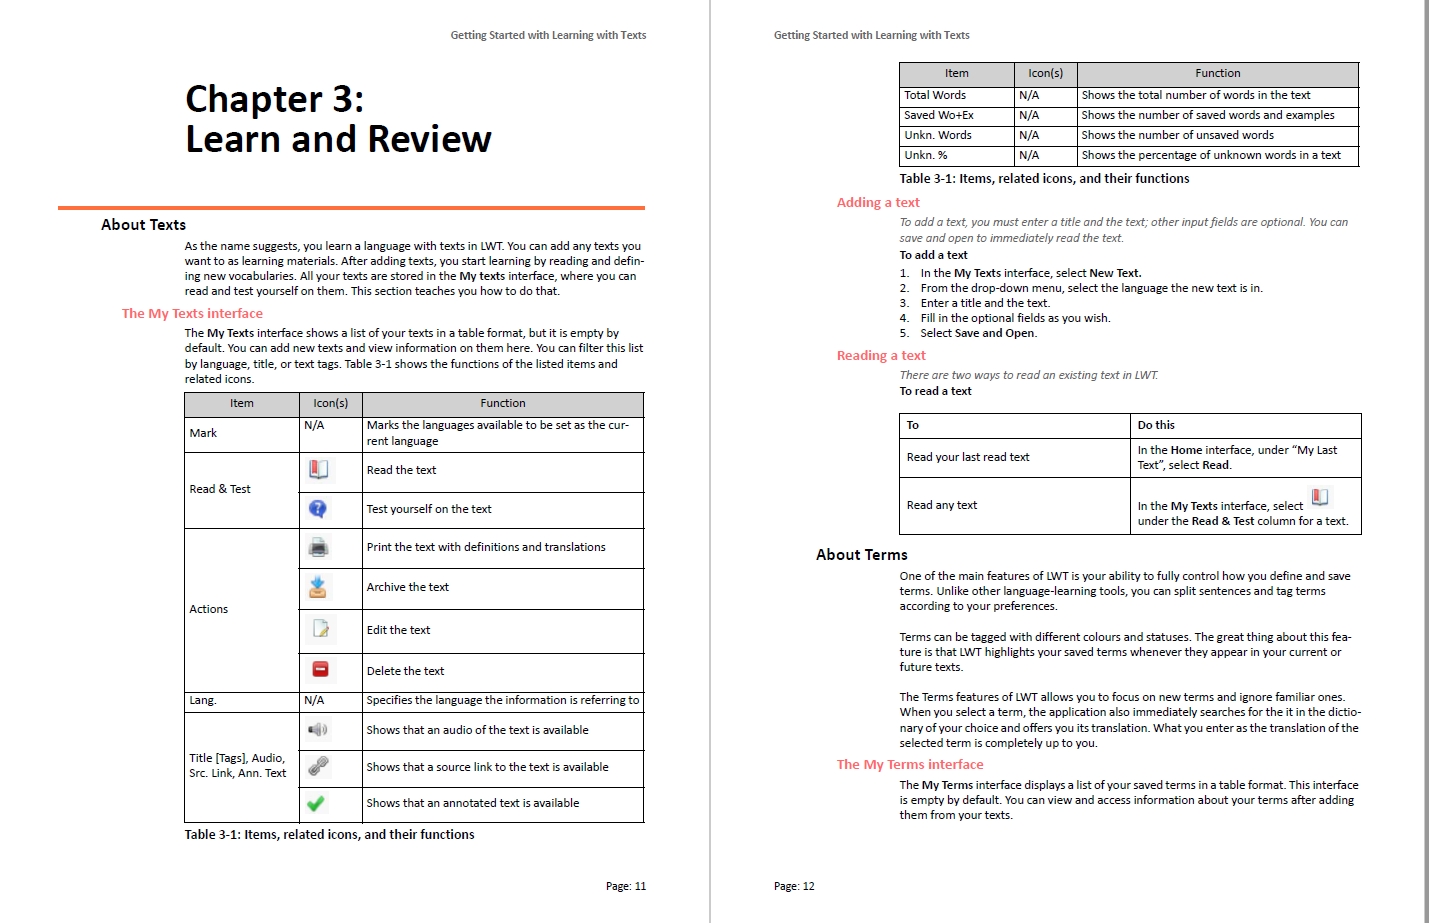 Getting Started with Learning with Texts
Chapter 3:
Learn and Review
About Texts
As the name suggests, you learn a language with texts in LWT. You can add any texts you
want to as learning materials. After adding texts, you start learning by reading and defin-
ing new vocabularies. All your texts are stored in the My texts interface, where you can
read and test yourself on them. This section teaches you how to do that.
The My Texts interface
The My Texts interface shows a list of your texts in a table format, but it is empty by
default. You can add new texts and view information on them here. You can filter this list
by language, title, or text tags. Table 3-1 shows the functions of the listed items and
related icons.
Item Icon(s) Function
Mark N/A Marks the languages available to be set as the cur-
rent language
Read & Test
Read the text
Test yourself on the text
Actions
Print the text with definitions and translations
Archive the text
Edit the text
Delete the text
Lang. N/A Specifies the language the information is referring to
Title [Tags], Audio,
Src. Link, Ann. Text
Shows that an audio of the text is available
Shows that a source link to the text is available
Shows that an annotated text is available
Table 3-1: Items, related icons, and their functions
Page: 11
Getting Started with Learning with Texts
Item Icon(s) Function
Total Words N/A Shows the total number of words in the text
Saved Wo+Ex N/A Shows the number of saved words and examples
Unkn. Words N/A Shows the number of unsaved words
Unkn. % N/A Shows the percentage of unknown words in a text
Table 3-1: Items, related icons, and their functions
Adding a text
To add a text, you must enter a title and the text; other input fields are optional. You can
save and open to immediately read the text.
To add a text
1. In the My Texts interface, select New Text.
2. From the drop-down menu, select the language the new text is in.
3. Enter a title and the text.
4. Fill in the optional fields as you wish.
5. Select Save and Open.
Reading a text
There are two ways to read an existing text in LWT.
To read a text
To Do this
Read your last read text In the Home interface, under “My Last
Text”, select Read.
Read any text In the My Texts interface, select
under the Read & Test column for a text.
About Terms
One of the main features of LWT is your ability to fully control how you define and save
terms. Unlike other language-learning tools, you can split sentences and tag terms
according to your preferences.
Terms can be tagged with different colours and statuses. The great thing about this fea-
ture is that LWT highlights your saved terms whenever they appear in your current or
future texts.
The Terms features of LWT allows you to focus on new terms and ignore familiar ones.
When you select a term, the application also immediately searches for the it in the dictio-
nary of your choice and offers you its translation. What you enter as the translation of the
selected term is completely up to you.
The My Terms interface
The My Terms interface displays a list of your saved terms in a table format. This interface
is empty by default. You can view and access information about your terms after adding
them from your texts.
Page: 12